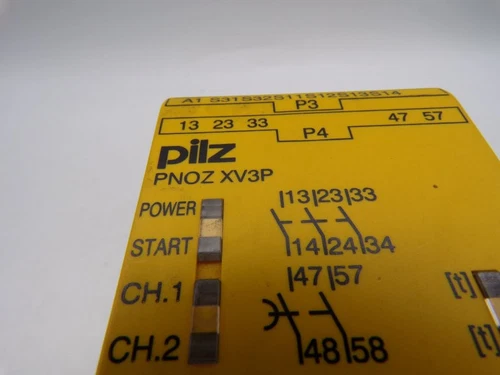 A1 S31S32S11S12S13S14
P3
13 23 33 47 57
P4
pilz
PNOZ XV3P
POWER
13 23 33
START
14 24 34
47 57
CH.1
[t]
CH.2
48 58
[t]